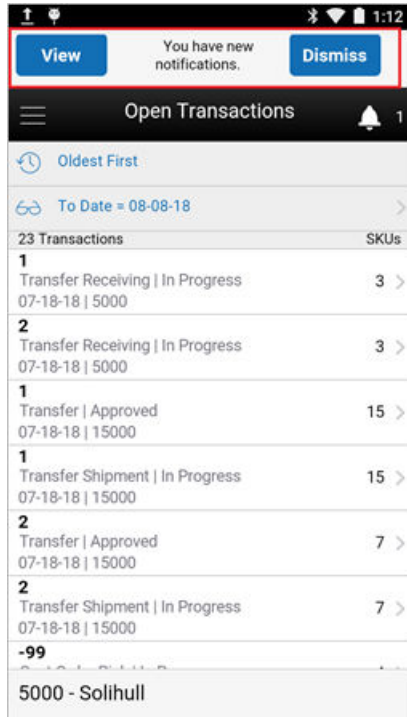 1:12
View
You have new
notifications.
Dismiss
Open Transactions
1
Oldest First
To Date = 08-08-18
23 Transactions SKUs
1
Transfer Receiving | In Progress 3
07-18-18 | 5000
2
Transfer Receiving | In Progress 3
07-18-18 | 5000
1
Transfer | Approved 15
07-18-18 | 15000
1
Transfer Shipment | In Progress 15
07-18-18 | 15000
2
Transfer | Approved 7
07-18-18 | 15000
2
Transfer Shipment | In Progress 7
07-18-18 | 15000
-99
5000 - Solihull